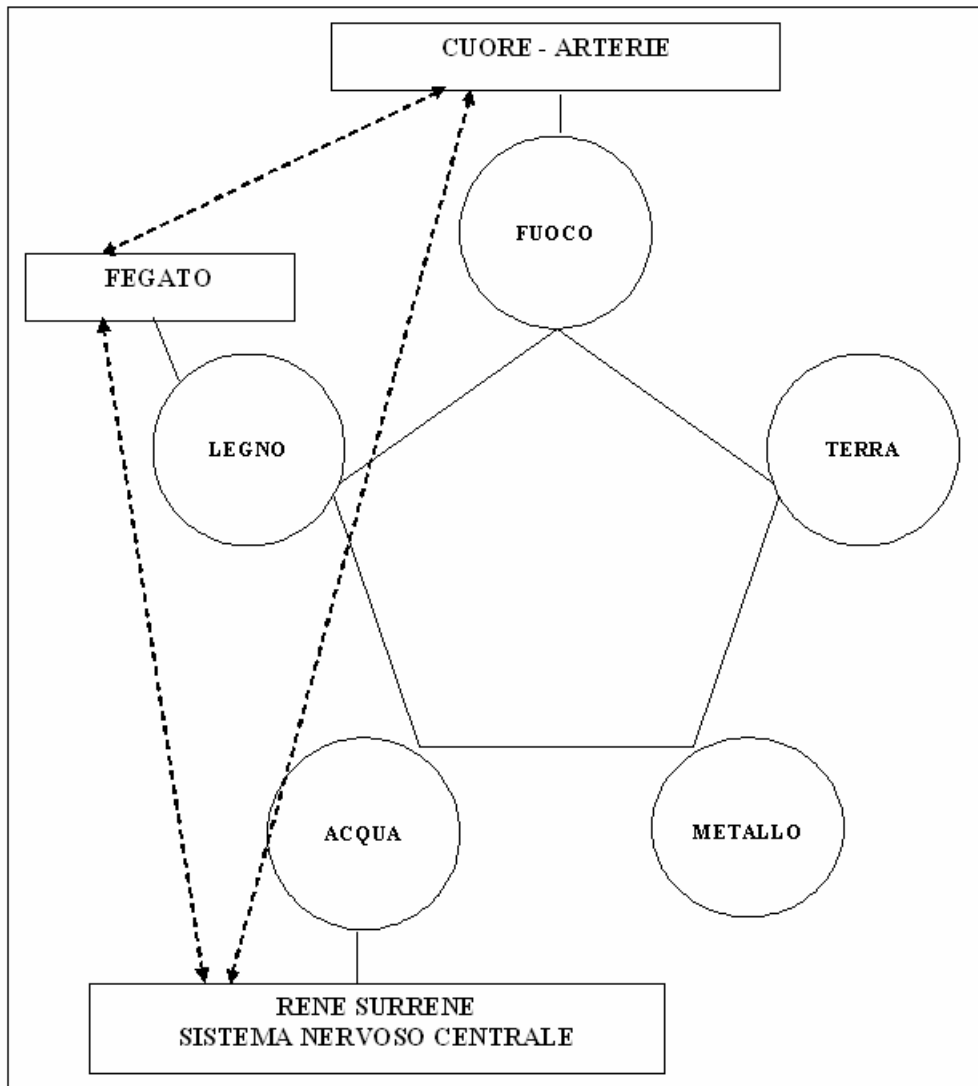 CUORE - ARTERIE
FUOCO
FEGATO
LEGNO
TERRA
ACQUA
METALLO
RENE SURRENE
SISTEMA NERVOSO CENTRALE